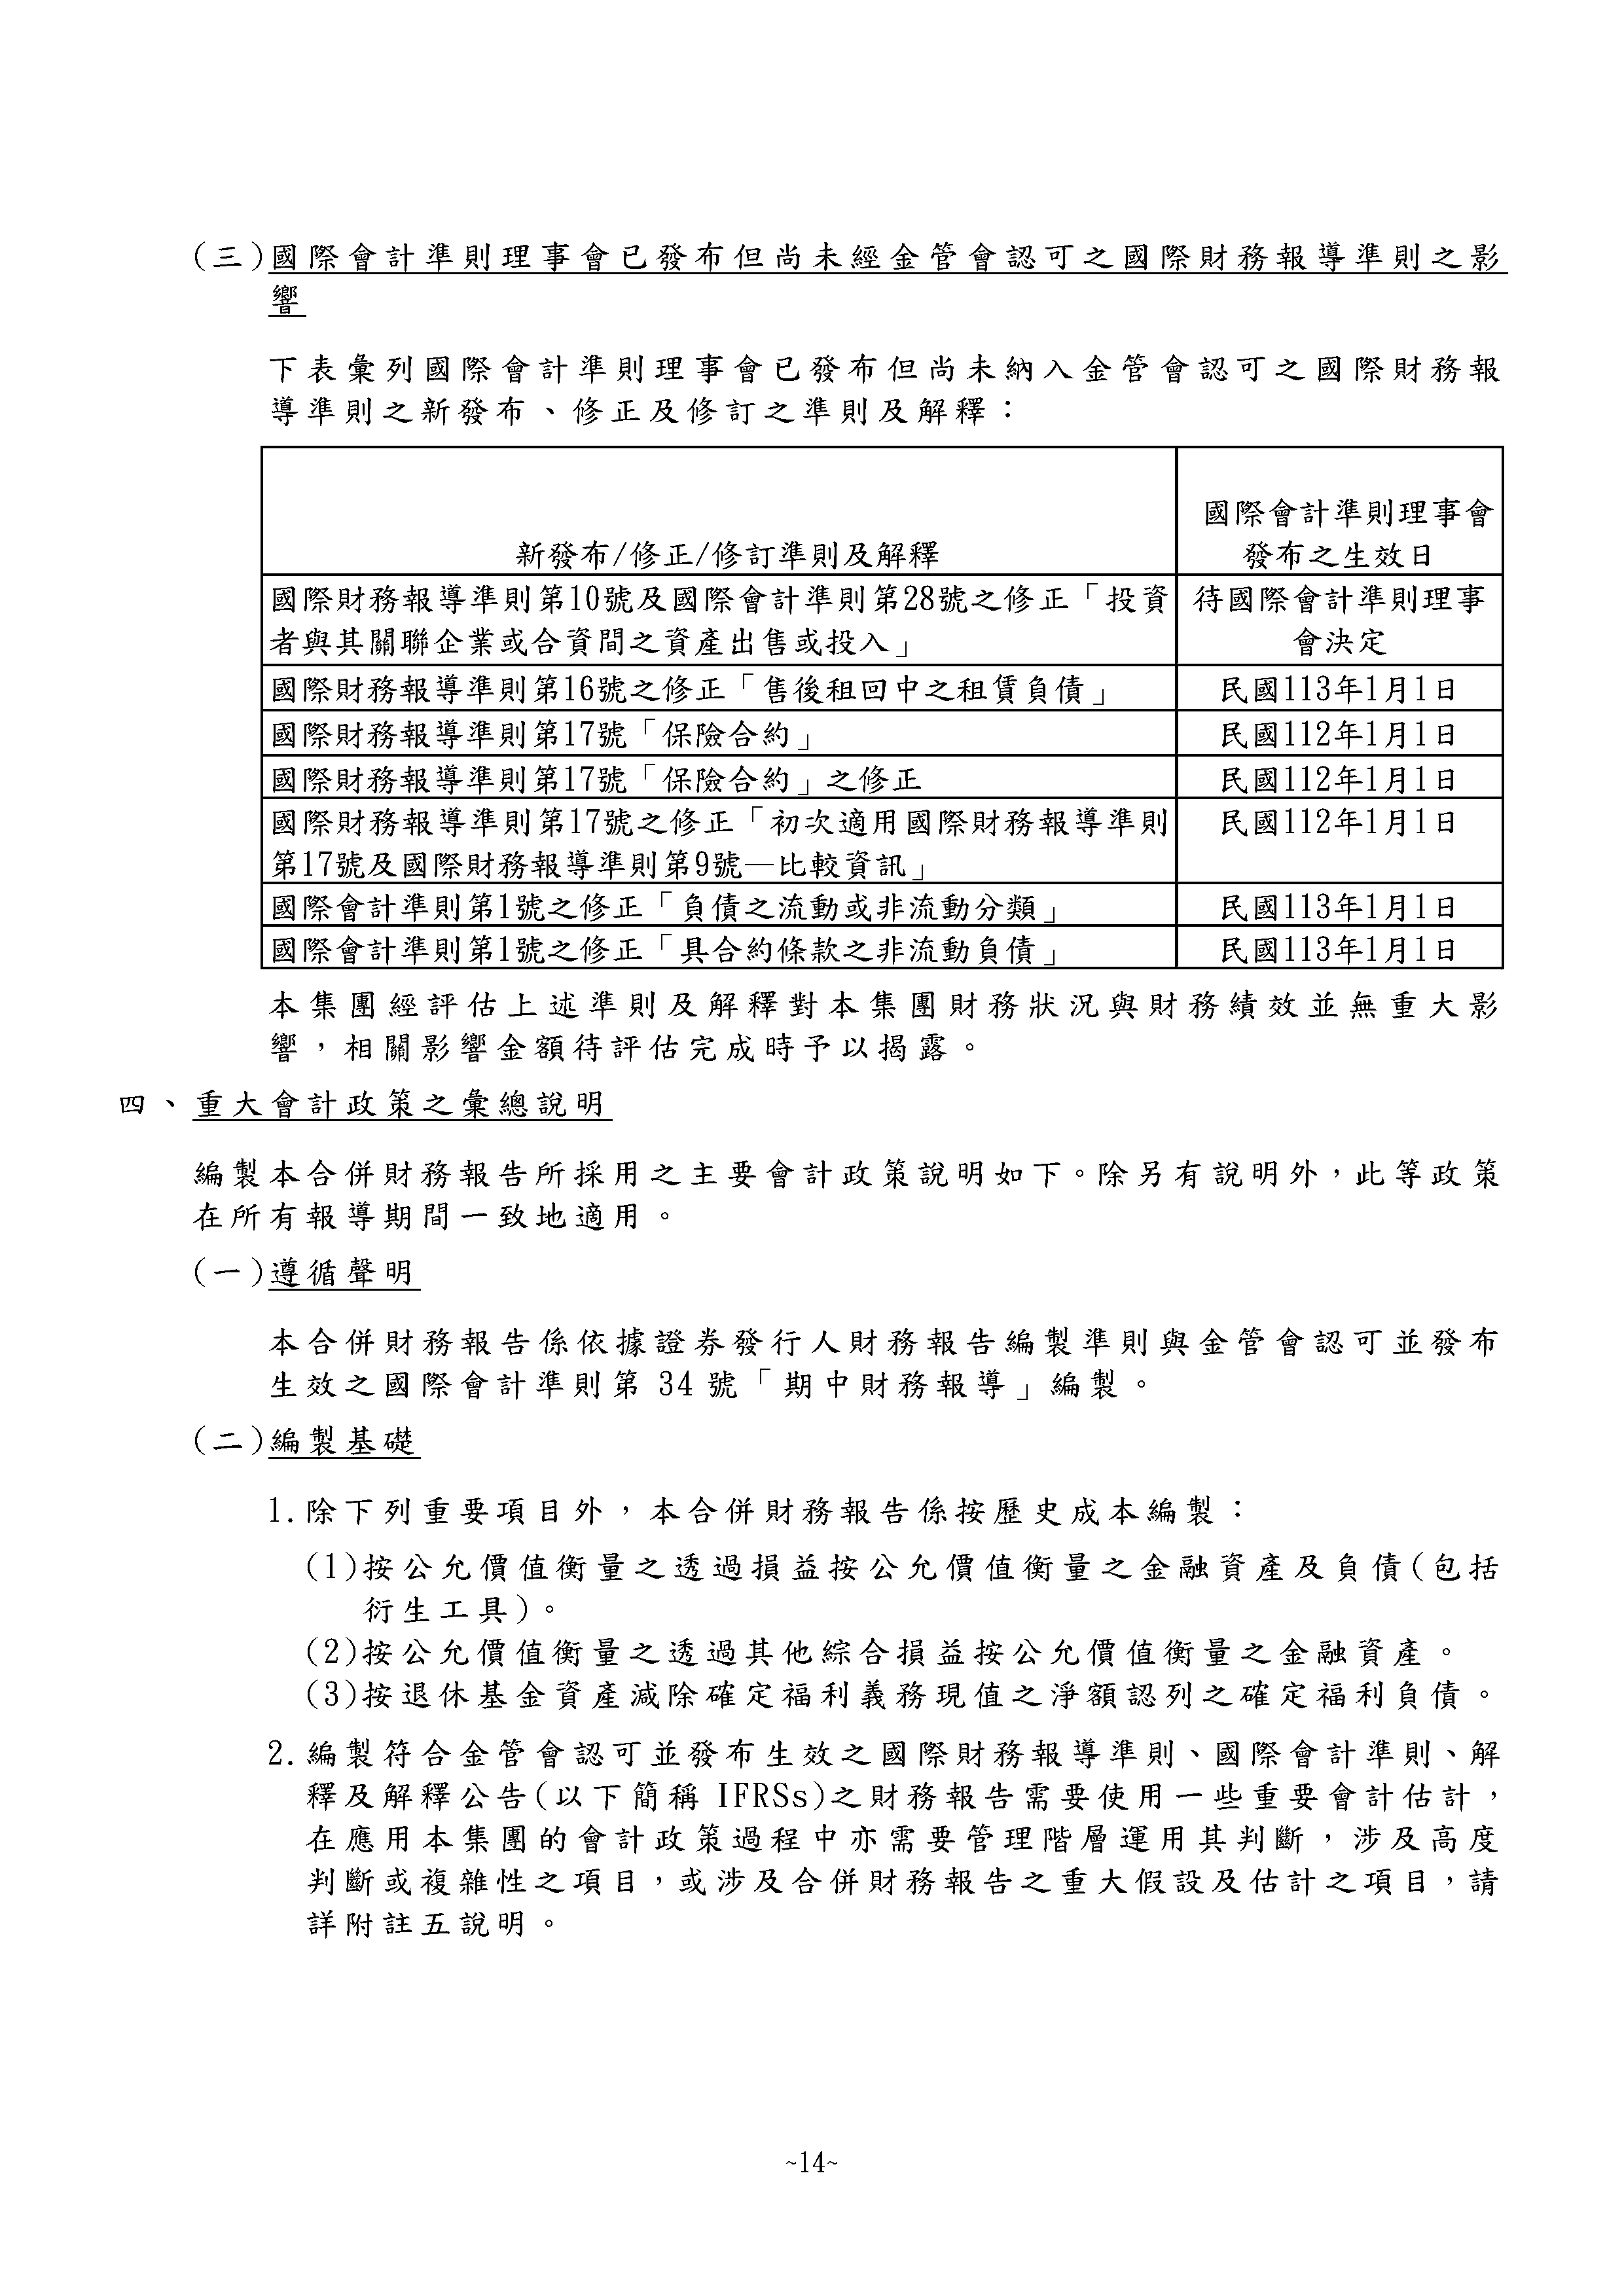 (三)國際會計準則理事會已發布但尚未經金管會認可之國際財務報導準則之影
響
下表彙列國際會計準則理事會已發布但尚未納入金管會認可之國際財務報
導準則之新發布、修正及修訂之準則及解釋：
國際會計準則理事會
新發布/修正/修訂準則及解釋 發布之生效日
國際財務報導準則第10號及國際會計準則第28號之修正「投資 待國際會計準則理事
者與其關聯企業或合資間之資產出售或投入」 會決定
國際財務報導準則第16號之修正「售後租回中之租賃負債」 民國113年1月1日
國際財務報導準則第17號「保險合約」 民國112年1月1日
國際財務報導準則第17號「保險合約」之修正 民國112年1月1日
國際財務報導準則第17號之修正「初次適用國際財務報導準則 民國112年1月1日
第17號及國際財務報導準則第9號—比較資訊」
國際會計準則第1號之修正「負債之流動或非流動分類」 民國113年1月1日
國際會計準則第1號之修正「具合約條款之非流動負債」 民國113年1月1日
本集團經評估上述準則及解釋對本集團財務狀況與財務績效並無重大影
響，相關影響金額待評估完成時予以揭露。
四、重大會計政策之彙總說明
編製本合併財務報告所採用之主要會計政策說明如下。除另有說明外，此等政策
在所有報導期間一致地適用。
(一)遵循聲明
本合併財務報告係依據證券發行人財務報告編製準則與金管會認可並發布
生效之國際會計準則第 34 號「期中財務報導」編製。
(二)編製基礎
1.除下列重要項目外，本合併財務報告係按歷史成本編製：
(1)按公允價值衡量之透過損益按公允價值衡量之金融資產及負債(包括
衍生工具)。
(2)按公允價值衡量之透過其他綜合損益按公允價值衡量之金融資產。
(3)按退休基金資產減除確定福利義務現值之淨額認列之確定福利負債。
2.編製符合金管會認可並發布生效之國際財務報導準則、國際會計準則、解
釋及解釋公告(以下簡稱 IFRSs)之財務報告需要使用一些重要會計估計，
在應用本集團的會計政策過程中亦需要管理階層運用其判斷，涉及高度
判斷或複雜性之項目，或涉及合併財務報告之重大假設及估計之項目，請
詳附註五說明。
~14~